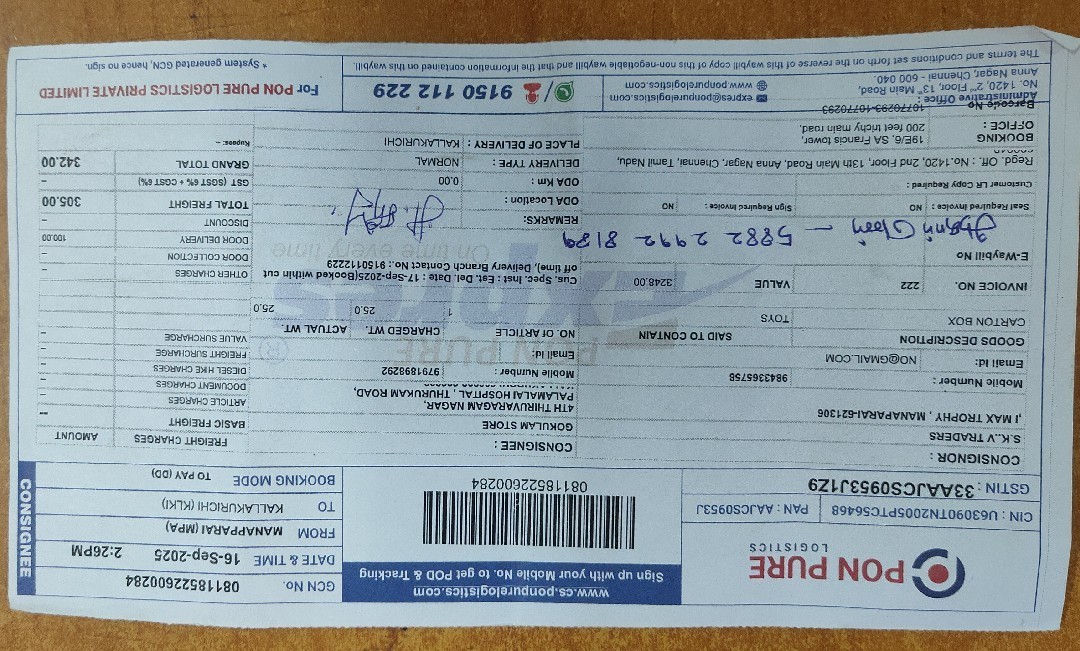 PON PURE
LOGISTICS
www.cs.ponpurelogistics.com
Sign up with your Mobile No. to get POD & Tracking
GCN No. 08118522600284
DATE & TIME 16-Sep-2025 2:26PM
CONSIGNEE
CIN : U63090TN2005PTC56468 PAN : AAJCS0953J
GSTIN : 33AAJCS0953J1Z9
08118522600284
FROM MANAPPARAI (MPA)
TO KALLAKURICHI (KLKI)
BOOKING MODE TO PAY (DD)
CONSIGNOR :
S.K..V TRADERS
,I MAX TROPHY , MANAPARAI-621306
Mobile Number : 9843365758
Email Id: NO@GMAIL.COM
CONSIGNEE :
GOKULAM STORE
4TH THIRUVARAGAM NAGAR,
PALAMALAI HOSPITAL , THURUKUM ROAD,
Mobile Number : 9791898292
Email Id:
FREIGHT CHARGES AMOUNT
BASIC FREIGHT --
ARTICLE CHARGES -
DOCUMENT CHARGES -
DIESEL HIKE CHARGES -
FREIGHT SURCHARGE -
VALUE SURCHARGE -
OTHER CHARGES -
DOOR COLLECTION -
DOOR DELIVERY 100.00
DISCOUNT -
TOTAL FREIGHT 305.00
GST (SGST 6% + CGST 6%) -
GRAND TOTAL 342.00
Rupees: --
GOODS DESCRIPTION SAID TO CONTAIN NO. OF ARTICLE CHARGED WT. ACTUAL WT.
CARTON BOX TOYS 1 25.0 25.0
PON PURE
Expres
On time every time
INVOICE NO. 222 VALUE 3248.00
E-Waybill No
Cus. Spec. Inst : Est. Del. Date : 17-Sep-2025(Booked within cut
off time), Delivery Branch Contact No.: 9150112229
5882 2992 8189
REMARKS:
Seal Required Invoice : NO Sign Required Invoice : NO
Customer LR Copy Required :
ODA Location :
ODA Km : 0.00
Regd. Off : No.1420, 2nd Floor, 13th Main Road, Anna Nagar, Chennai, Tamil Nadu,
DELIVERY TYPE : NORMAL
BOOKING
OFFICE :
19E/6, SA Francis tower,
200 feet trichy main road,
PLACE OF DELIVERY : KALLAKURICHI
Barcode No 10770293-10770293
Administrative Office :
No. 1420, 2nd Floor, 13th Main Road,
Anna Nagar, Chennai - 600 040.
express@ponpurelogistics.com
www.ponpurelogistics.com
9150 112 229
For PON PURE LOGISTICS PRIVATE LIMITED
The terms and conditions set forth on the reverse of this waybill copy of this non-negotiable waybill and that the information contained on this waybill.
* System generated GCN, hence no sign.